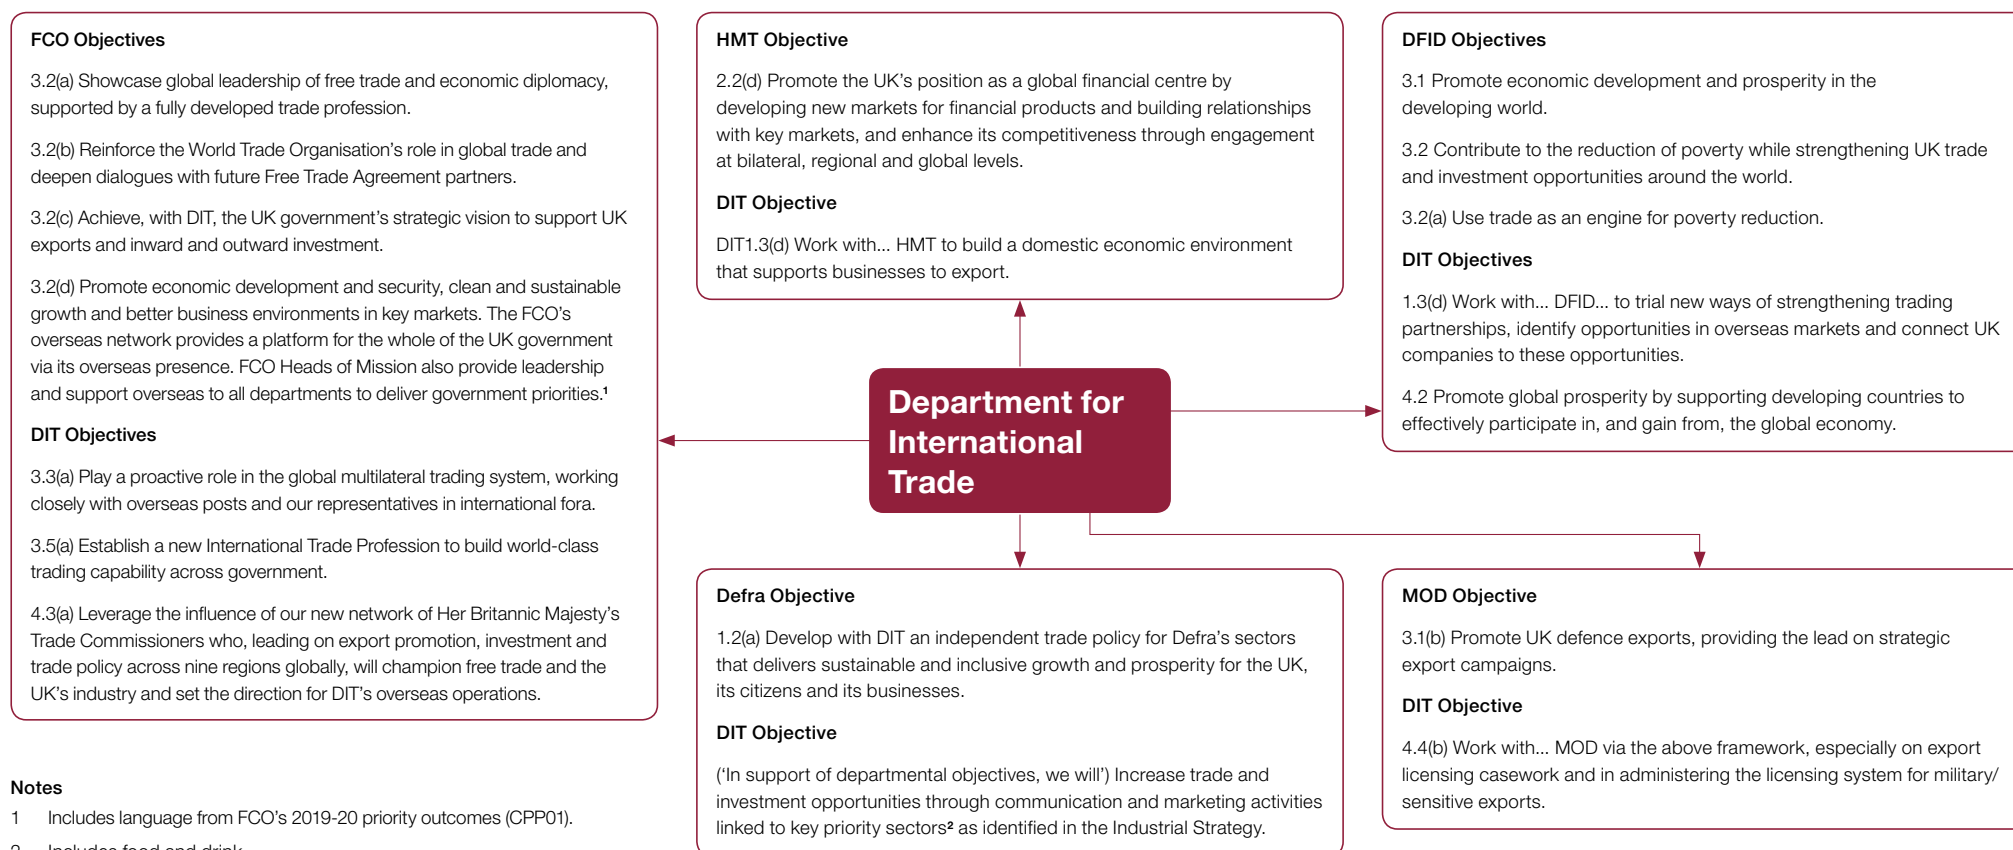 FCO Objectives
3.2(a) Showcase global leadership of free trade and economic diplomacy,
supported by a fully developed trade profession.
3.2(b) Reinforce the World Trade Organisation’s role in global trade and
deepen dialogues with future Free Trade Agreement partners.
3.2(c) Achieve, with DIT, the UK government’s strategic vision to support UK
exports and inward and outward investment.
3.2(d) Promote economic development and security, clean and sustainable
growth and better business environments in key markets. The FCO’s
overseas network provides a platform for the whole of the UK government
via its overseas presence. FCO Heads of Mission also provide leadership
and support overseas to all departments to deliver government priorities.1
DIT Objectives
3.3(a) Play a proactive role in the global multilateral trading system, working
closely with overseas posts and our representatives in international fora.
3.5(a) Establish a new International Trade Profession to build world-class
trading capability across government.
4.3(a) Leverage the influence of our new network of Her Britannic Majesty’s
Trade Commissioners who, leading on export promotion, investment and
trade policy across nine regions globally, will champion free trade and the
UK’s industry and set the direction for DIT’s overseas operations.
HMT Objective
2.2(d) Promote the UK’s position as a global financial centre by
developing new markets for financial products and building relationships
with key markets, and enhance its competitiveness through engagement
at bilateral, regional and global levels.
DIT Objective
DIT1.3(d) Work with... HMT to build a domestic economic environment
that supports businesses to export.
DFID Objectives
3.1 Promote economic development and prosperity in the
developing world.
3.2 Contribute to the reduction of poverty while strengthening UK trade
and investment opportunities around the world.
3.2(a) Use trade as an engine for poverty reduction.
DIT Objectives
1.3(d) Work with... DFID... to trial new ways of strengthening trading
partnerships, identify opportunities in overseas markets and connect UK
companies to these opportunities.
4.2 Promote global prosperity by supporting developing countries to
effectively participate in, and gain from, the global economy.
Department for
International
Trade
Defra Objective
1.2(a) Develop with DIT an independent trade policy for Defra’s sectors
that delivers sustainable and inclusive growth and prosperity for the UK,
its citizens and its businesses.
DIT Objective
(‘In support of departmental objectives, we will’) Increase trade and
investment opportunities through communication and marketing activities
linked to key priority sectors2 as identified in the Industrial Strategy.
MOD Objective
3.1(b) Promote UK defence exports, providing the lead on strategic
export campaigns.
DIT Objective
4.4(b) Work with... MOD via the above framework, especially on export
licensing casework and in administering the licensing system for military/
sensitive exports.
Notes
1 Includes language from FCO’s 2019-20 priority outcomes (CPP01).
2 Includes food and drink.